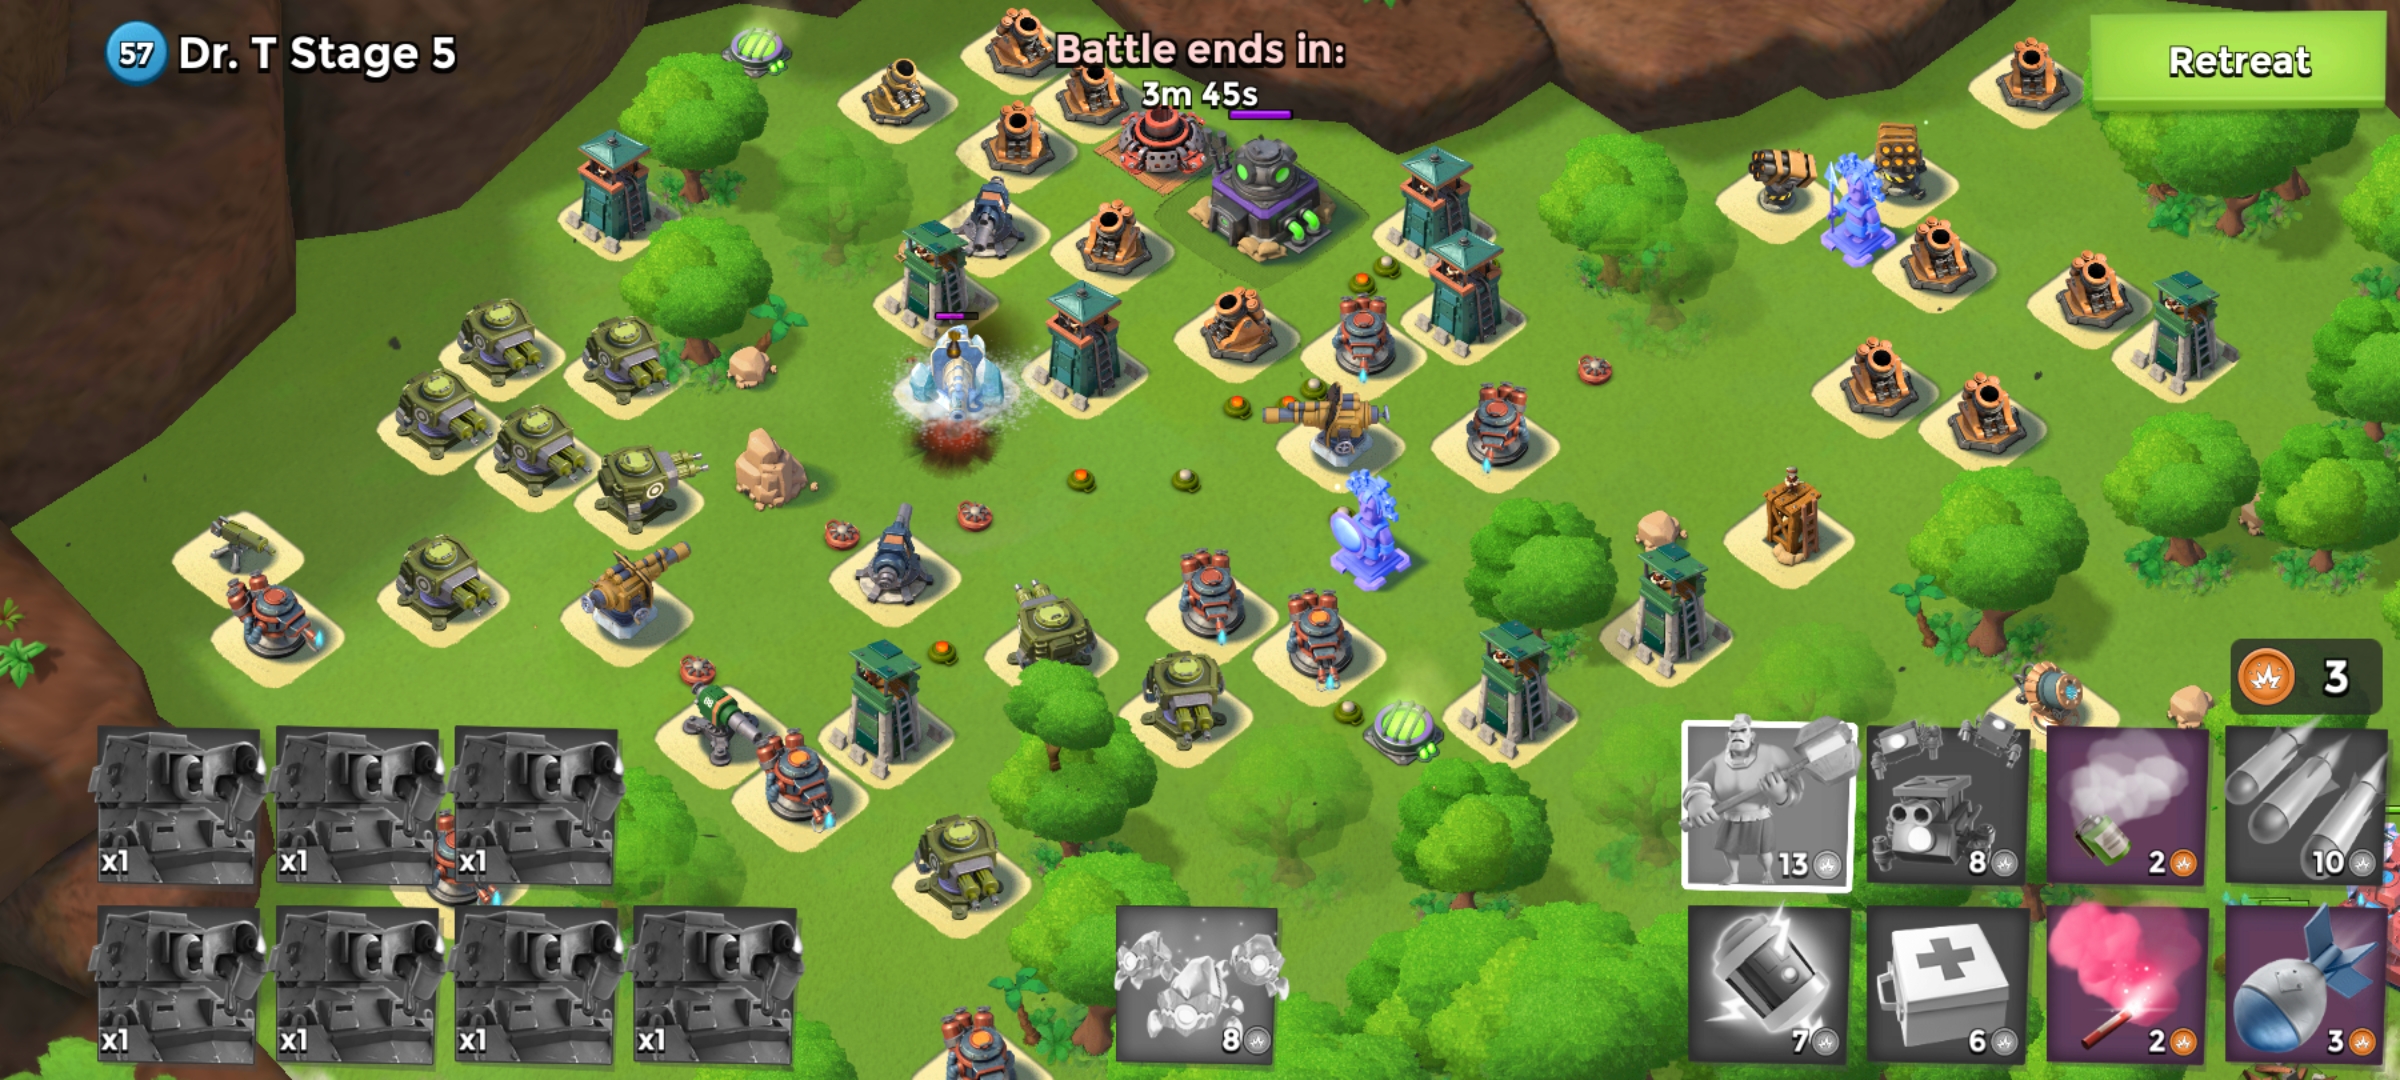 57 Dr. T Stage 5
Battle ends in:
3m 45s
Retreat
3
x1 x1 x1
13 8 2 10
x1 x1 x1 x1
8
7 6 2 3